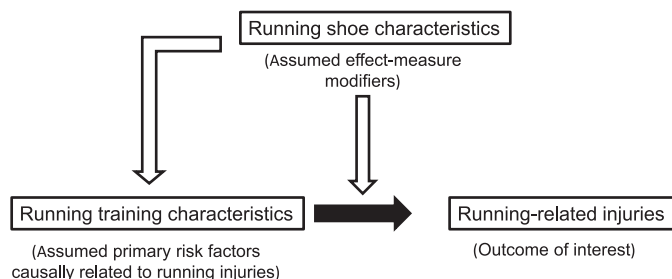 Running shoe characteristics
(Assumed effect-measure
modifiers)
Running training characteristics
(Assumed primary risk factors
causally related to running injuries)
Running-related injuries
(Outcome of interest)